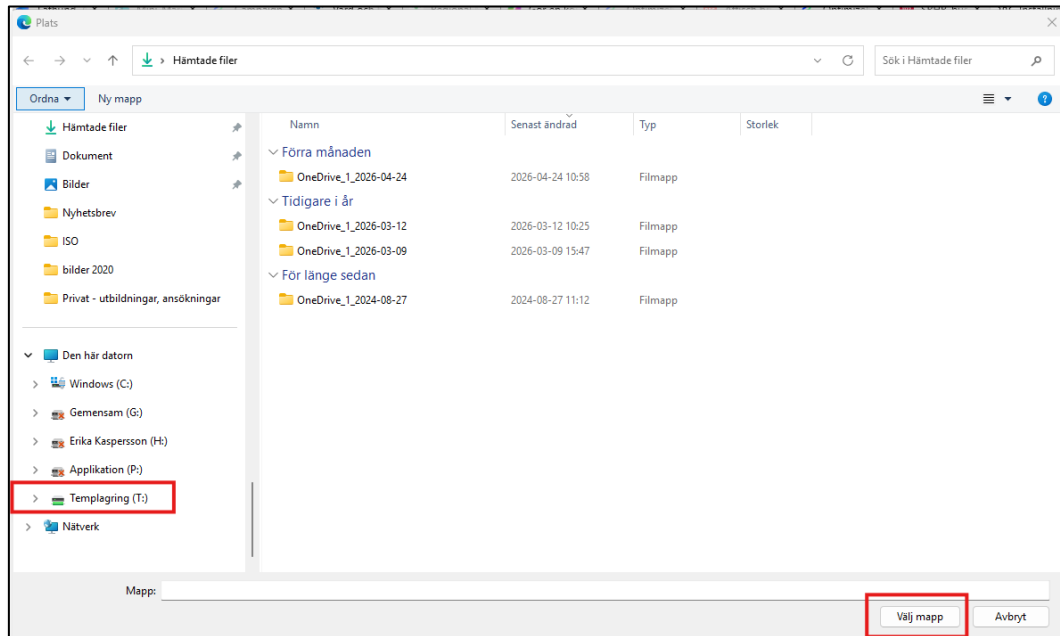 Plats
Hämtade filer
Sök i Hämtade filer
Ordna
Ny mapp
Hämtade filer
Dokument
Bilder
Nyhetsbrev
ISO
bilder 2020
Privat - utbildningar, ansökningar
Den här datorn
Windows (C:)
Gemensam (G:)
Erika Kaspersson (H:)
Applikation (P:)
Templagring (T:)
Nätverk
Namn Senast ändrad Typ Storlek
Förra månaden
OneDrive_1_2026-04-24 2026-04-24 10:58 Filmapp
Tidigare i år
OneDrive_1_2026-03-12 2026-03-12 10:25 Filmapp
OneDrive_1_2026-03-09 2026-03-09 15:47 Filmapp
För länge sedan
OneDrive_1_2024-08-27 2024-08-27 11:12 Filmapp
Mapp:
Välj mapp Avbryt